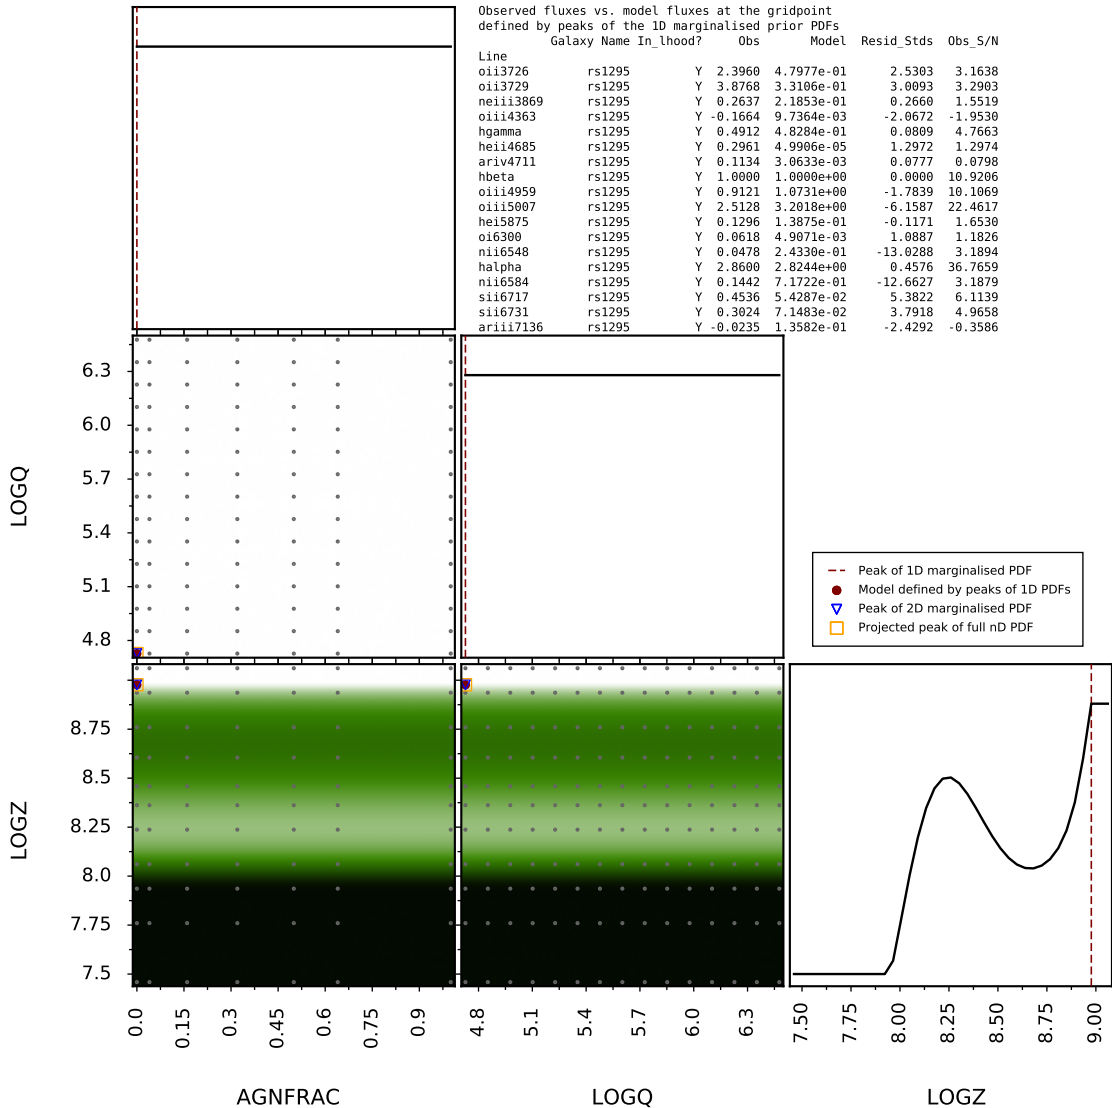 Observed fluxes vs. model fluxes at the gridpoint
defined by peaks of the 1D marginalised prior PDFs
Galaxy Name In_lhood? Obs Model Resid_Stds Obs_S/N
Line
oii3726 rs1295 Y 2.3960 4.7977e-01 2.5303 3.1638
oii3729 rs1295 Y 3.8768 3.3106e-01 3.0093 3.2903
neiii3869 rs1295 Y 0.2637 2.1853e-01 0.2660 1.5519
oiii4363 rs1295 Y -0.1664 9.7364e-03 -2.0672 -1.9530
hgamma rs1295 Y 0.4912 4.8284e-01 0.0809 4.7663
heii4685 rs1295 Y 0.2961 4.9906e-05 1.2972 1.2974
ariv4711 rs1295 Y 0.1134 3.0633e-03 0.0777 0.0798
hbeta rs1295 Y 1.0000 1.0000e+00 0.0000 10.9206
oiii4959 rs1295 Y 0.9121 1.0731e+00 -1.7839 10.1069
oiii5007 rs1295 Y 2.5128 3.2018e+00 -6.1587 22.4617
hei5875 rs1295 Y 0.1296 1.3875e-01 -0.1171 1.6530
oi6300 rs1295 Y 0.0618 4.9071e-03 1.0887 1.1826
nii6548 rs1295 Y 0.0478 2.4330e-01 -13.0288 3.1894
halpha rs1295 Y 2.8600 2.8244e+00 0.4576 36.7659
nii6584 rs1295 Y 0.1442 7.1722e-01 -12.6627 3.1879
sii6717 rs1295 Y 0.4536 5.4287e-02 5.3822 6.1139
sii6731 rs1295 Y 0.3024 7.1483e-02 3.7918 4.9658
ariii7136 rs1295 Y -0.0235 1.3582e-01 -2.4292 -0.3586
LOGQ
6.3
6.0
5.7
5.4
5.1
4.8
Peak of 1D marginalised PDF
Model defined by peaks of 1D PDFs
Peak of 2D marginalised PDF
Projected peak of full nD PDF
LOGZ
8.75
8.5
8.25
8.0
7.75
7.5
0.0 0.15 0.3 0.45 0.6 0.75 0.9
4.8 5.1 5.4 5.7 6.0 6.3
7.50 7.75 8.00 8.25 8.50 8.75 9.00
AGNFRAC LOGQ LOGZ